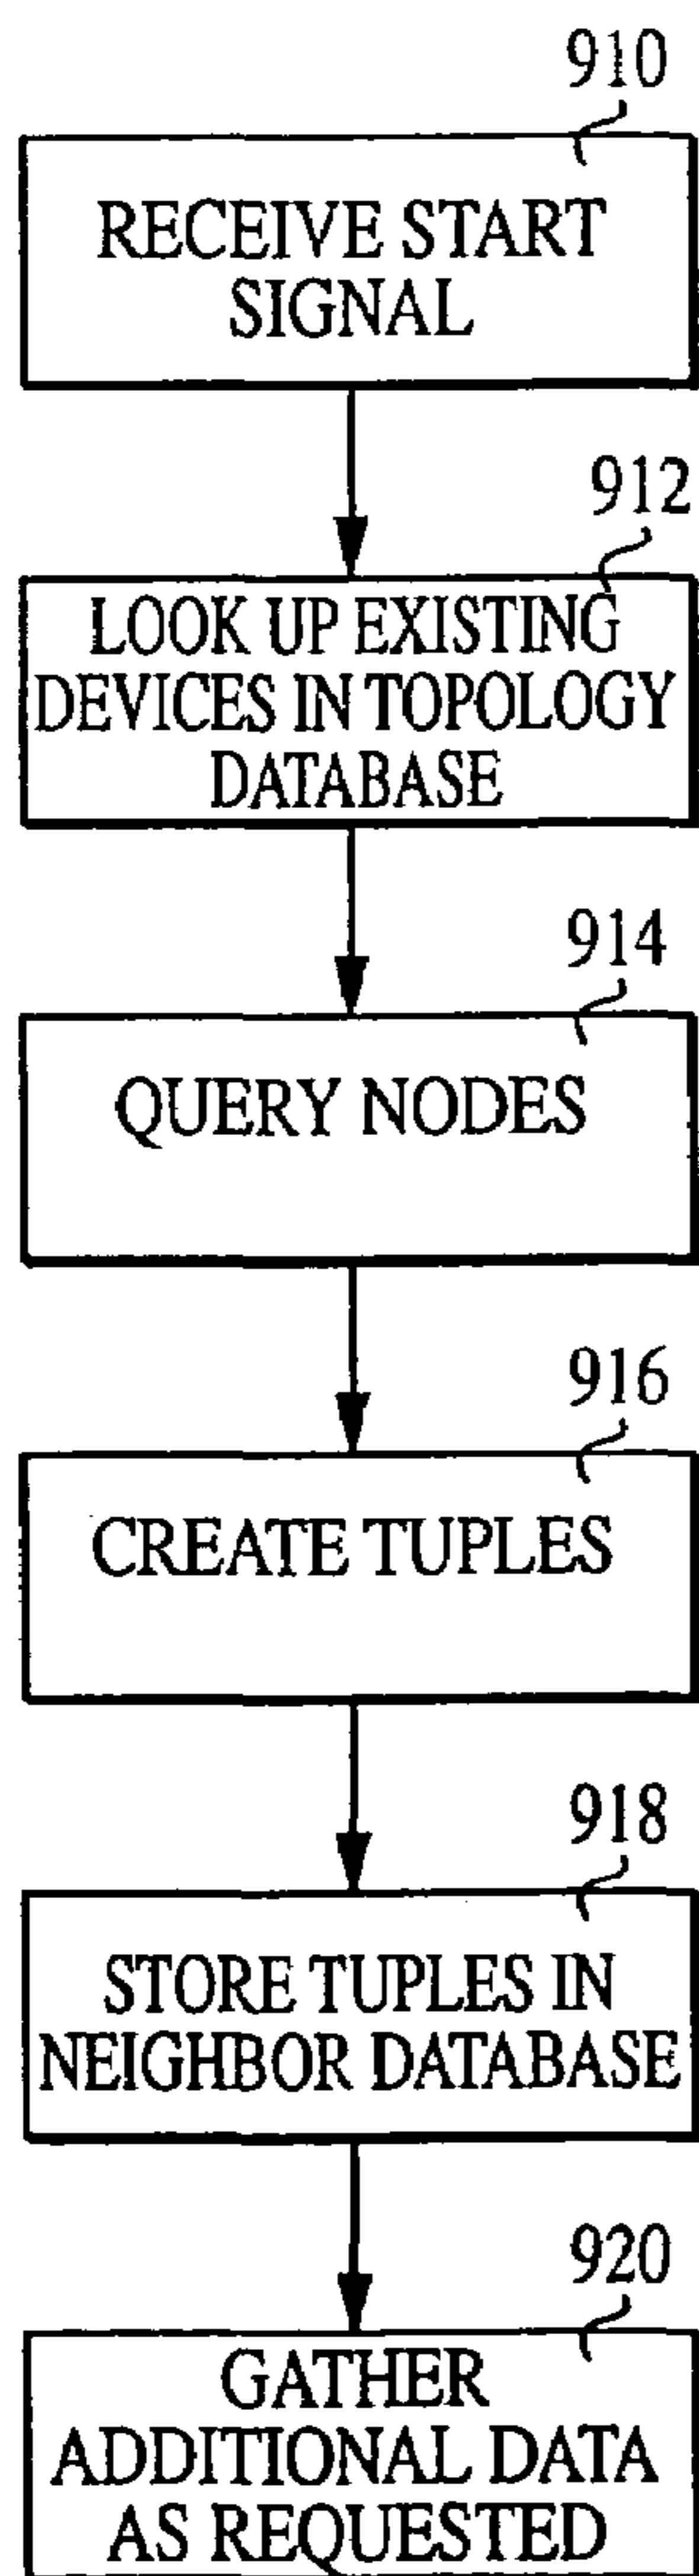 910
RECEIVE START
SIGNAL
912
LOOK UP EXISTING
DEVICES IN TOPOLOGY
DATABASE
914
QUERY NODES
916
CREATE TUPLES
918
STORE TUPLES IN
NEIGHBOR DATABASE
920
GATHER
ADDITIONAL DATA
AS REQUESTED